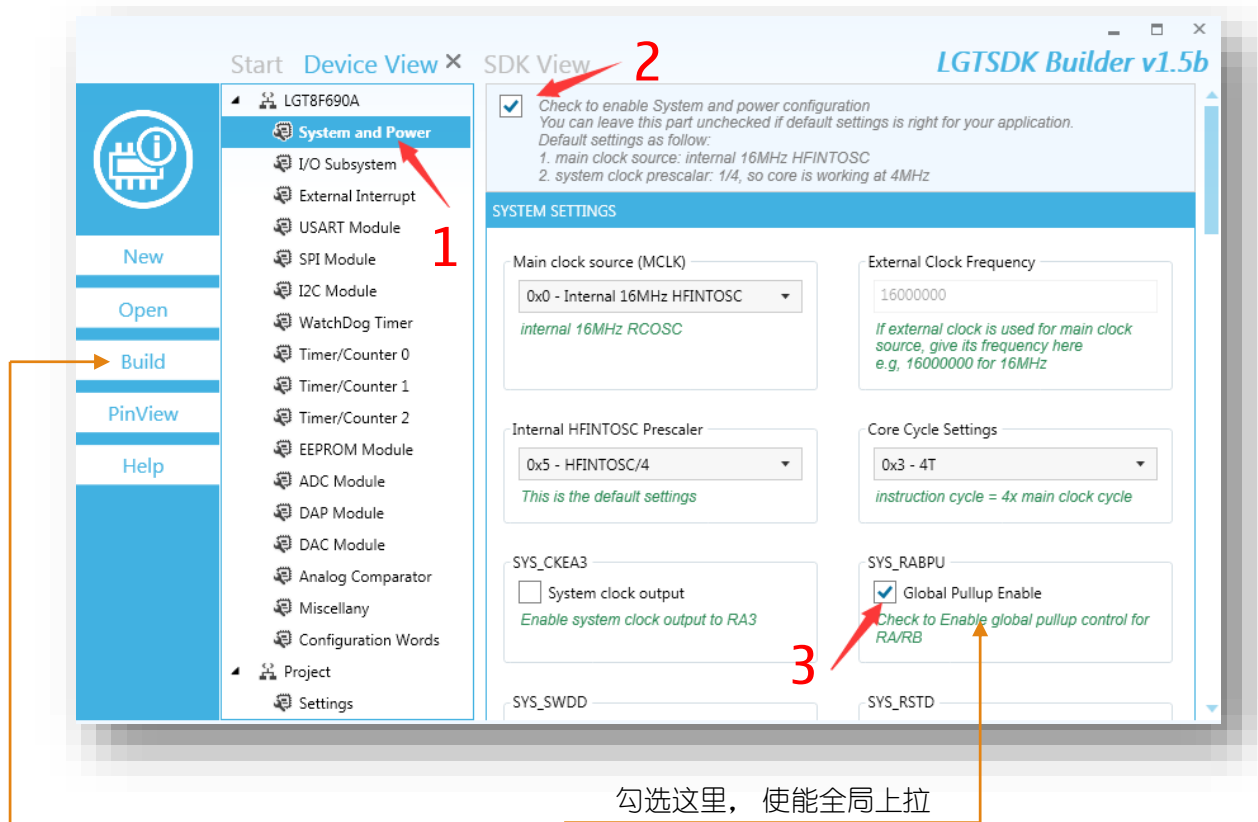 Start Device View × SDK View
LGTSDK Builder v1.5b
2
New
Open
Build
PinView
Help
LGT8F690A
System and Power
I/O Subsystem
External Interrupt
USART Module
SPI Module
I2C Module
WatchDog Timer
Timer/Counter 0
Timer/Counter 1
Timer/Counter 2
EEPROM Module
ADC Module
DAP Module
DAC Module
Analog Comparator
Miscellany
Configuration Words
Project
Settings
1
Check to enable System and power configuration
You can leave this part unchecked if default settings is right for your application.
Default settings as follow:
1. main clock source: internal 16MHz HFINTOSC
2. system clock prescalar: 1/4, so core is working at 4MHz
SYSTEM SETTINGS
Main clock source (MCLK)
0x0 - Internal 16MHz HFINTOSC
internal 16MHz RCOSC
External Clock Frequency
16000000
If external clock is used for main clock
source, give its frequency here
e.g, 16000000 for 16MHz
Internal HFINTOSC Prescaler
0x5 - HFINTOSC/4
This is the default settings
Core Cycle Settings
0x3 - 4T
instruction cycle = 4x main clock cycle
SYS_CKEA3
System clock output
Enable system clock output to RA3
SYS_RABPU
Global Pullup Enable
Check to Enable global pullup control for
RA/RB
3
SYS_SWDD
SYS_RSTD
勾选这里， 使能全局上拉